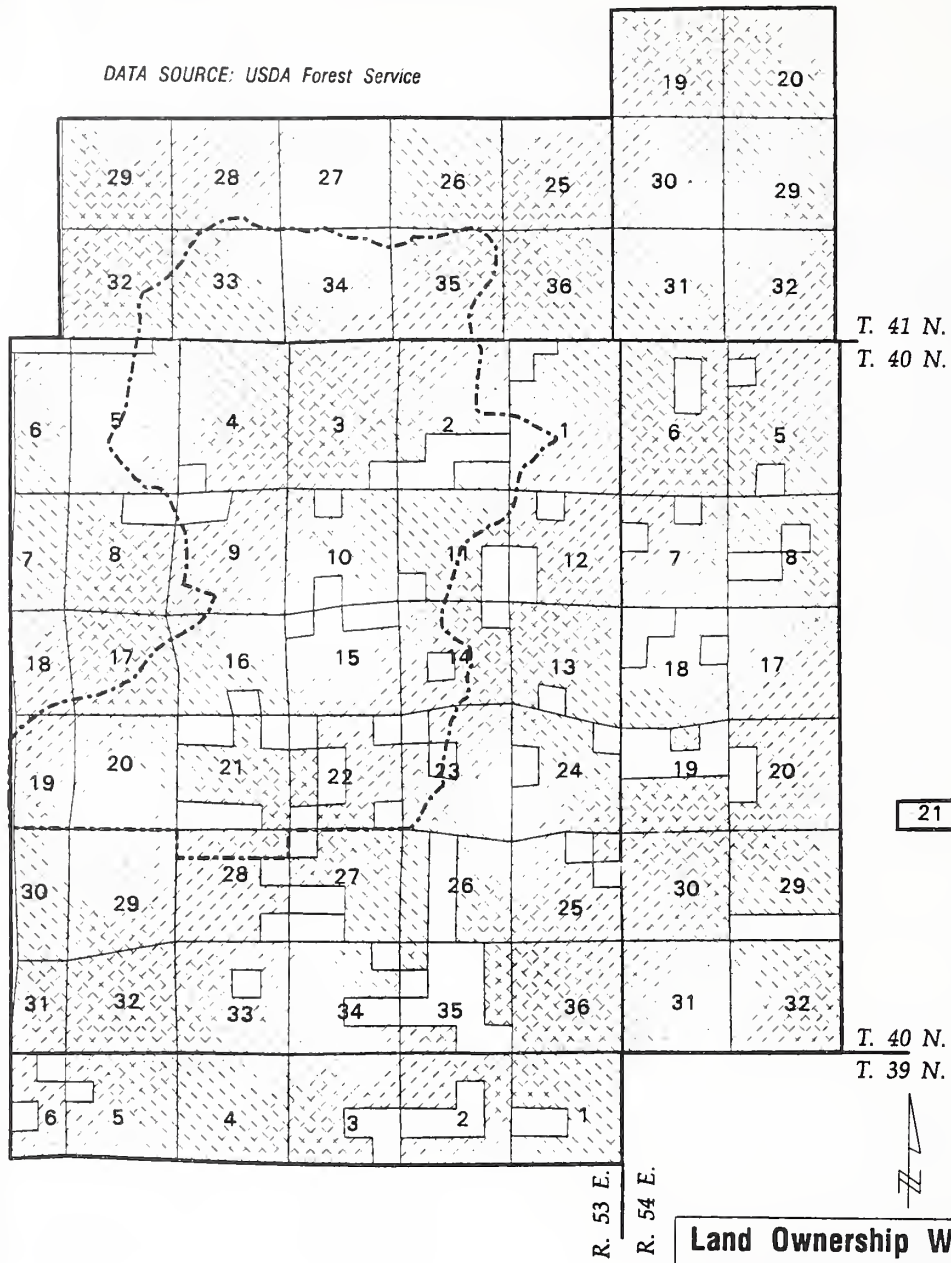 DATA SOURCE: USDA Forest Service
19 20
29 28 27 26 25 30 29
32 33 34 35 36 31 32
T. 41 N.
T. 40 N.
6 5 4 3 2 1 6 5
7 8 9 10 11 12 7 8
18 17 16 15 14 13 18 17
19 20 21 22 23 24 19 20
21
30 29 28 27 26 25 30 29
31 32 33 34 35 36 31 32
T. 40 N.
T. 39 N.
6 5 4 3 2 1
R. 53 E.
R. 54 E.
Land Ownership W